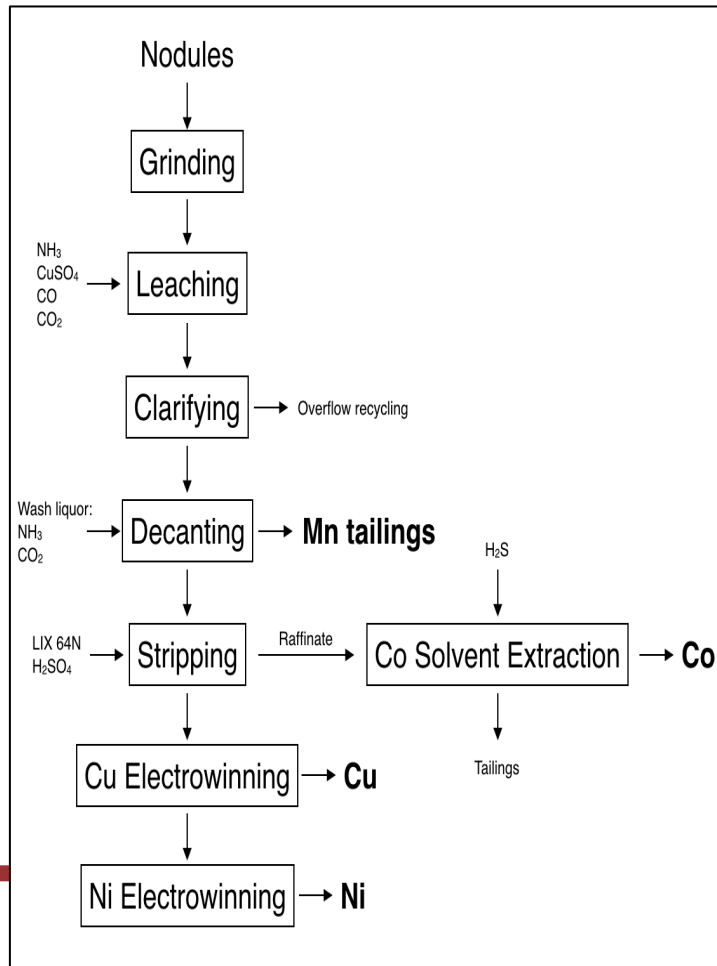 Nodules
Grinding
NH₃
CuSO₄
CO
CO₂
Leaching
Clarifying
Overflow recycling
Wash liquor:
NH₃
CO₂
Decanting
Mn tailings
H₂S
LIX 64N
H₂SO₄
Stripping
Raffinate
Co Solvent Extraction
Co
Tailings
Cu Electrowinning
Cu
Ni Electrowinning
Ni